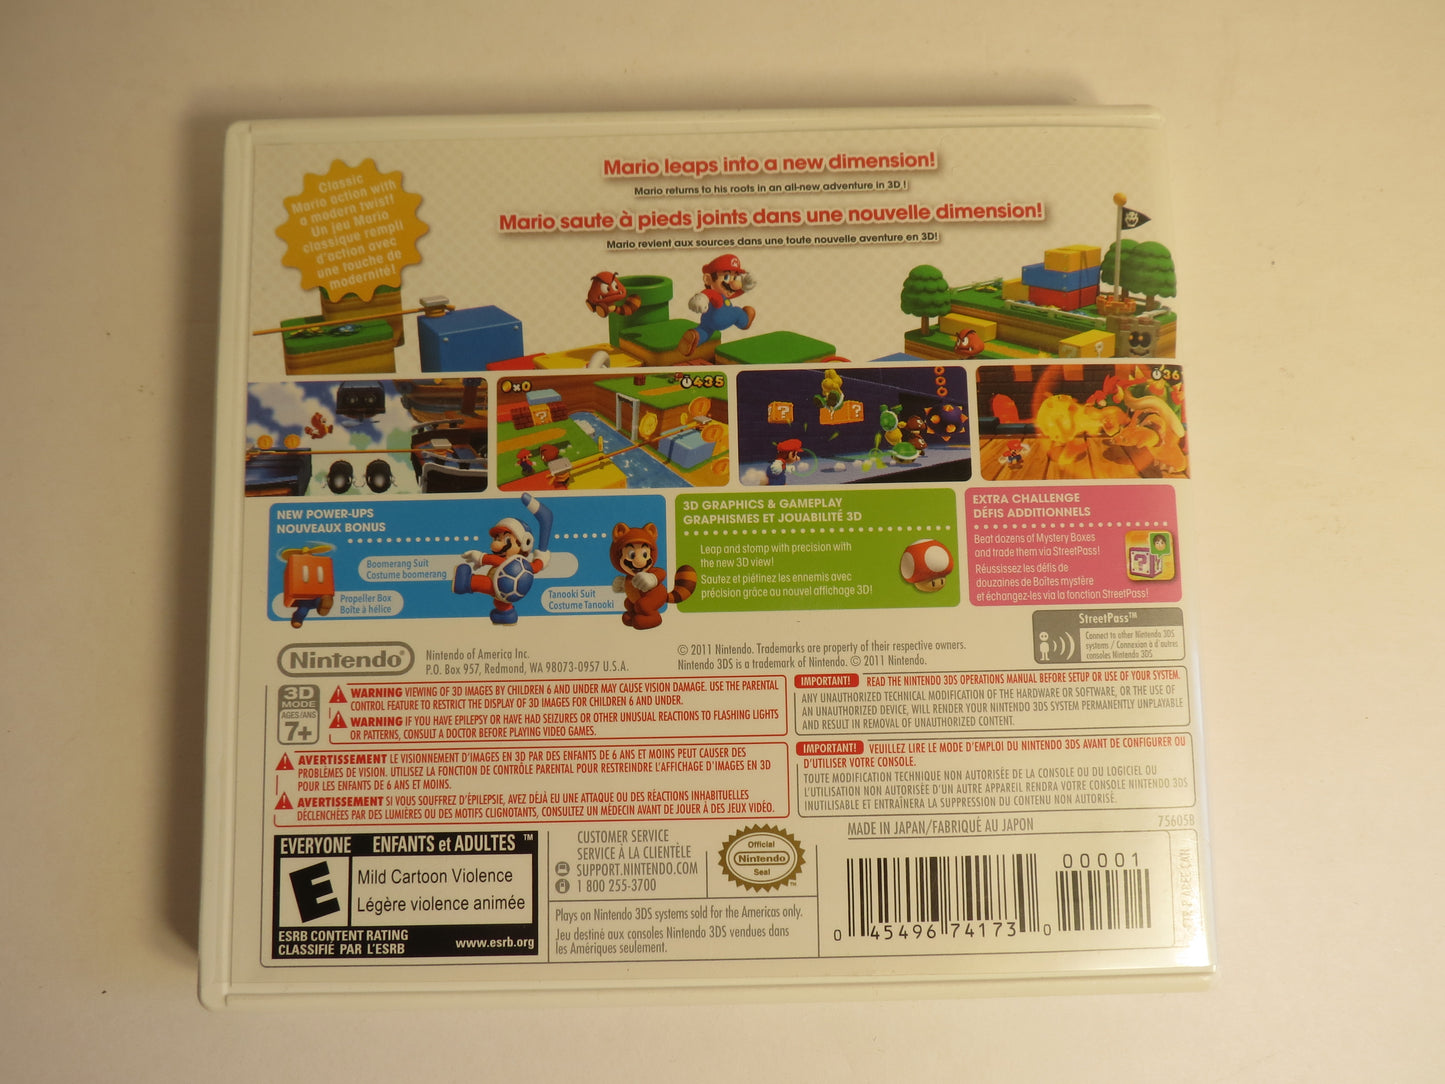 Classic
Mario action with
a modern twist!
Un jeu Mario
classique rempli
d'action avec
une touche de
modernité!
Mario leaps into a new dimension!
Mario returns to his roots in an all-new adventure in 3D !
Mario saute à pieds joints dans une nouvelle dimension!
Mario revient aux sources dans une toute nouvelle aventure en 3D!
x0
435
36
NEW POWER-UPS
NOUVEAUX BONUS
Boomerang Suit
Costume boomerang
Propeller Box
Boîte à hélice
Tanooki Suit
Costume Tanooki
3D GRAPHICS & GAMEPLAY
GRAPHISMES ET JOUABILITÉ 3D
Leap and stomp with precision with
the new 3D view!
Sautez et piétinez les ennemis avec
précision grâce au nouvel affichage 3D!
EXTRA CHALLENGE
DÉFIS ADDITIONNELS
Beat dozens of Mystery Boxes
and trade them via StreetPass!
Réussissez les défis de
douzaines de Boîtes mystère
et échangez-les via la fonction StreetPass!
StreetPass™
Connect to other Nintendo 3DS
systems / Connexion à d'autres
consoles Nintendo 3DS
Nintendo®
Nintendo of America Inc.
P.O. Box 957, Redmond, WA 98073-0957 U.S.A.
© 2011 Nintendo. Trademarks are property of their respective owners.
Nintendo 3DS is a trademark of Nintendo. © 2011 Nintendo.
3D
MODE
AGES/ANS
7+
WARNING VIEWING OF 3D IMAGES BY CHILDREN 6 AND UNDER MAY CAUSE VISION DAMAGE. USE THE PARENTAL
CONTROL FEATURE TO RESTRICT THE DISPLAY OF 3D IMAGES FOR CHILDREN 6 AND UNDER.
WARNING IF YOU HAVE EPILEPSY OR HAVE HAD SEIZURES OR OTHER UNUSUAL REACTIONS TO FLASHING LIGHTS
OR PATTERNS, CONSULT A DOCTOR BEFORE PLAYING VIDEO GAMES.
AVERTISSEMENT LE VISIONNEMENT D'IMAGES EN 3D PAR DES ENFANTS DE 6 ANS ET MOINS PEUT CAUSER DES
PROBLÈMES DE VISION. UTILISEZ LA FONCTION DE CONTRÔLE PARENTAL POUR RESTREINDRE L'AFFICHAGE D'IMAGES EN 3D
POUR LES ENFANTS DE 6 ANS ET MOINS.
AVERTISSEMENT SI VOUS SOUFFREZ D'ÉPILEPSIE, AVEZ DÉJÀ EU UNE ATTAQUE OU DES RÉACTIONS INHABITUELLES
DÉCLENCHÉES PAR DES LUMIÈRES OU DES MOTIFS CLIGNOTANTS, CONSULTEZ UN MÉDECIN AVANT DE JOUER À DES JEUX VIDÉO.
IMPORTANT! READ THE NINTENDO 3DS OPERATIONS MANUAL BEFORE SETUP OR USE OF YOUR SYSTEM.
ANY UNAUTHORIZED TECHNICAL MODIFICATION OF THE HARDWARE OR SOFTWARE, OR THE USE OF
AN UNAUTHORIZED DEVICE, WILL RENDER YOUR NINTENDO 3DS SYSTEM PERMANENTLY UNPLAYABLE
AND RESULT IN REMOVAL OF UNAUTHORIZED CONTENT.
IMPORTANT! VEUILLEZ LIRE LE MODE D'EMPLOI DU NINTENDO 3DS AVANT DE CONFIGURER OU
D'UTILISER VOTRE CONSOLE.
TOUTE MODIFICATION TECHNIQUE NON AUTORISÉE DE LA CONSOLE OU DU LOGICIEL OU
L'UTILISATION NON AUTORISÉE D'UN AUTRE APPAREIL RENDRA VOTRE CONSOLE NINTENDO 3DS
INUTILISABLE ET ENTRAÎNERA LA SUPPRESSION DU CONTENU NON AUTORISÉ.
EVERYONE ENFANTS et ADULTES ™
E
Mild Cartoon Violence
Légère violence animée
ESRB CONTENT RATING
CLASSIFIÉ PAR L'ESRB
www.esrb.org
CUSTOMER SERVICE
SERVICE À LA CLIENTÈLE
SUPPORT.NINTENDO.COM
1 800 255-3700
Official
Nintendo
Seal
™
Plays on Nintendo 3DS systems sold for the Americas only.
Jeu destiné aux consoles Nintendo 3DS vendues dans
les Amériques seulement.
MADE IN JAPAN/FABRIQUÉ AU JAPON
75605B
0 45496 74173 0
00001